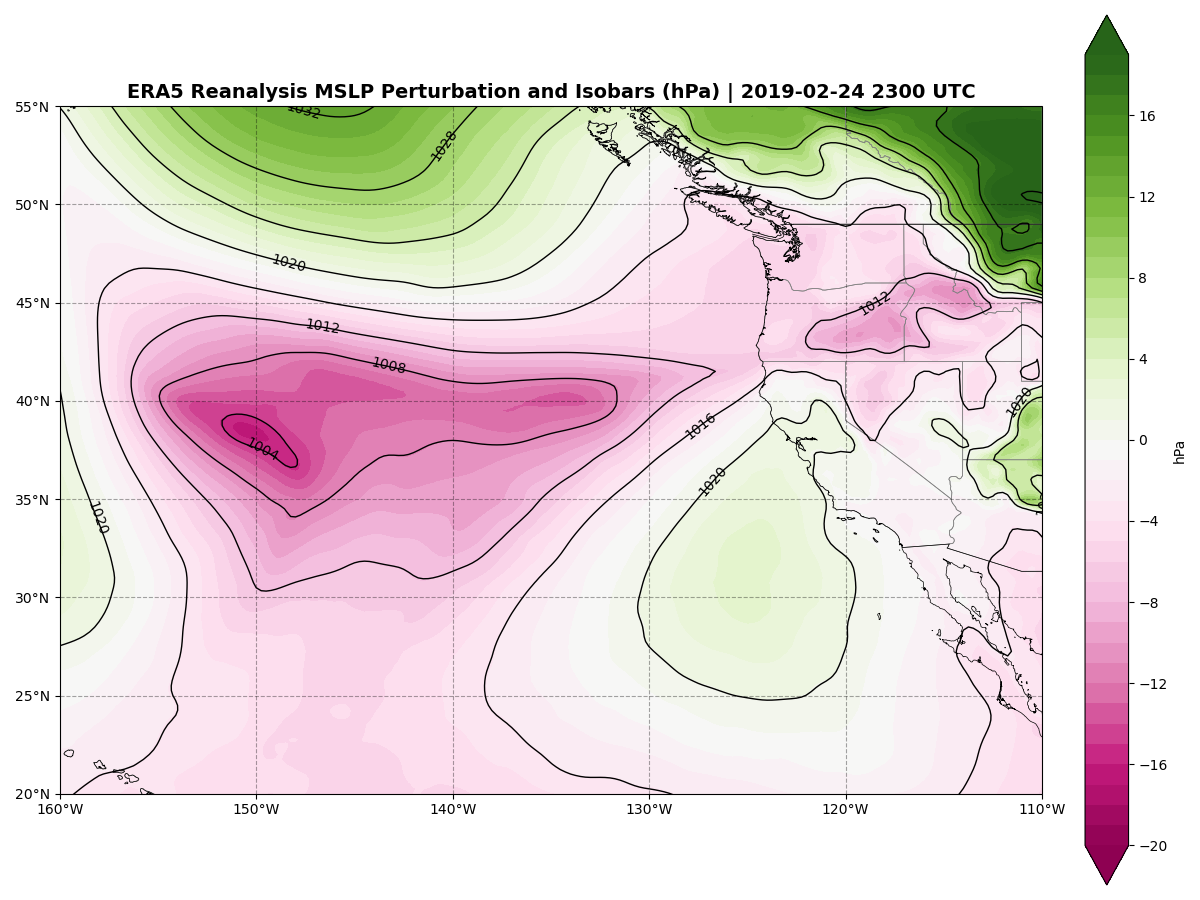 ERA5 Reanalysis MSLP Perturbation and Isobars (hPa) | 2019-02-24 2300 UTC
55°N
50°N
45°N
40°N
35°N
30°N
25°N
20°N
160°W
150°W
140°W
130°W
120°W
110°W
1032
1028
1020
1012
1012
1008
1004
1016
1020
1020
1020
16
12
8
4
0
−4
−8
−12
−16
−20
hPa